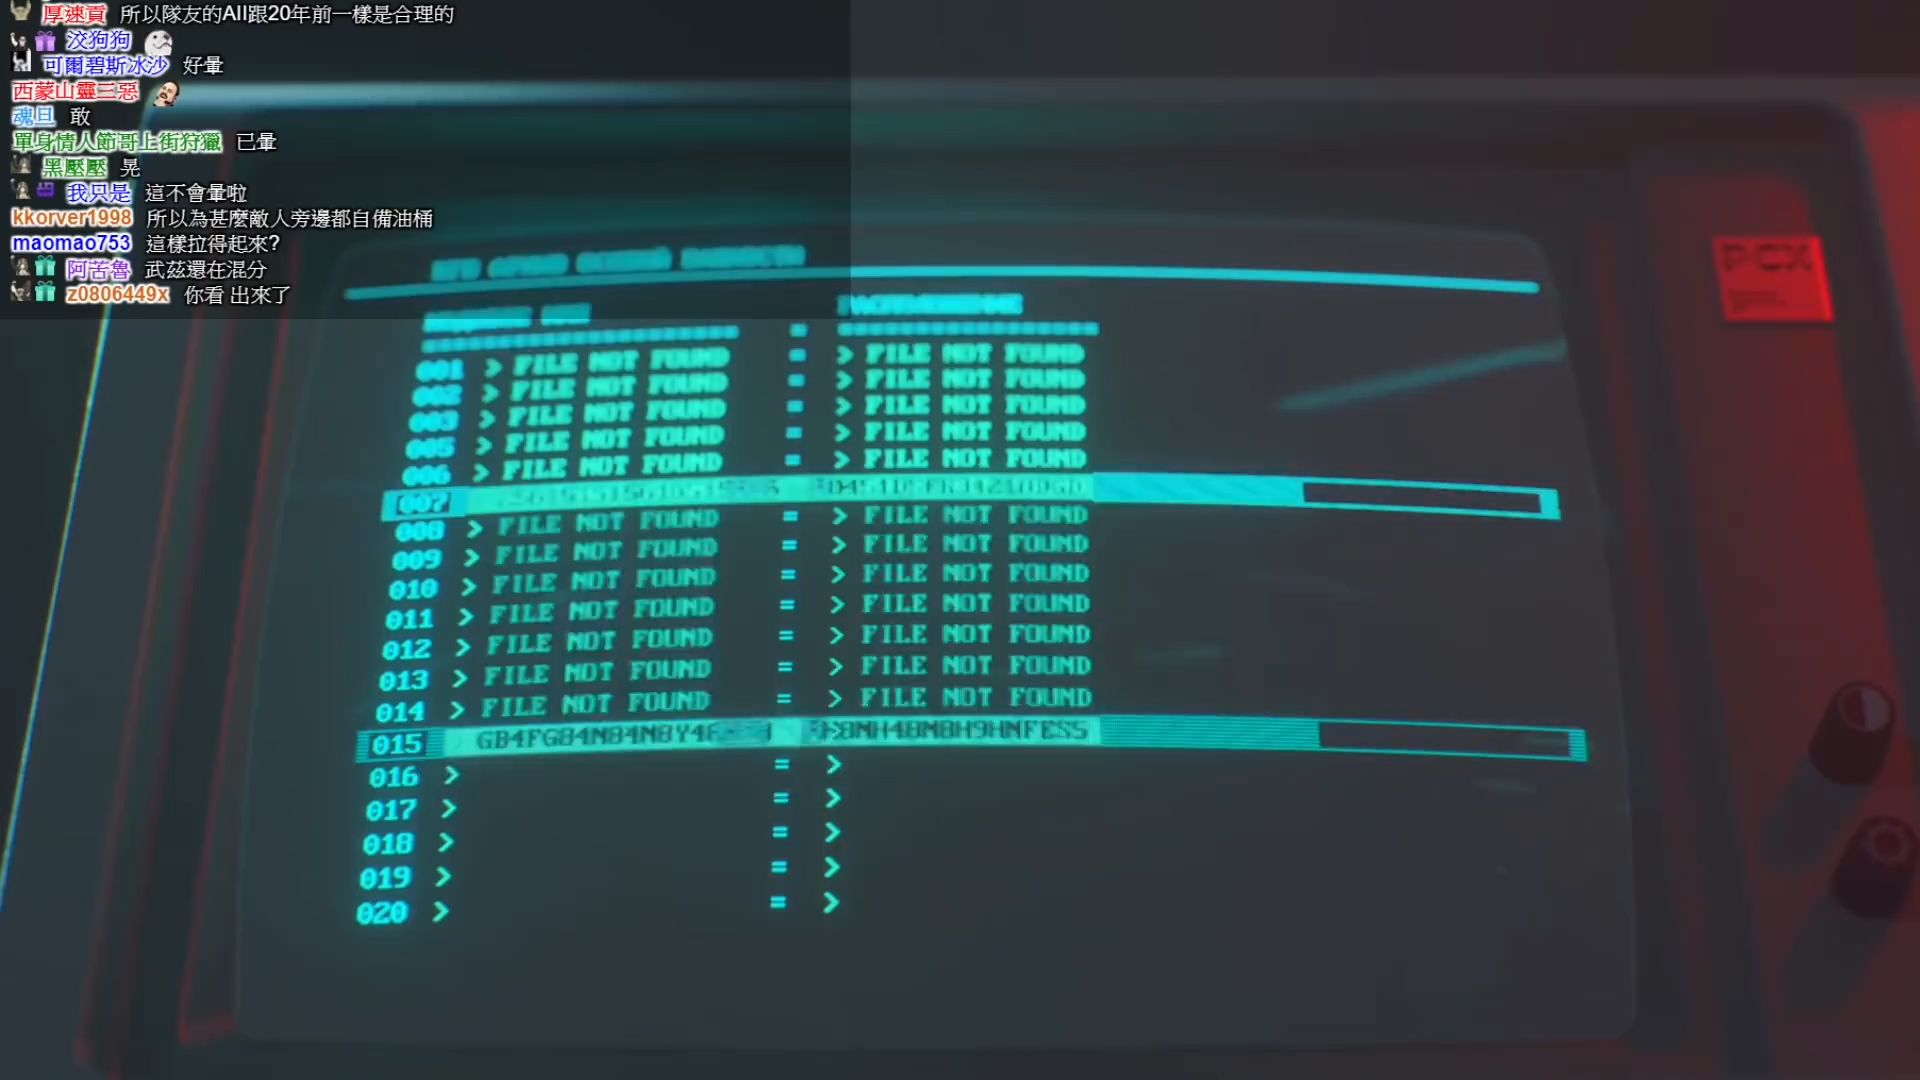 厚速貢 所以隊友的AII跟20年前一樣是合理的
洨狗狗
可爾碧斯冰沙 好暈
西蒙山靈三惡
魂旦 敢
單身情人節哥上街狩獵 已暈
黑壓壓 晃
我只是 這不會暈啦
kkorver1998 所以為甚麼敵人旁邊都自備油桶
maomao753 這樣拉得起來?
阿苦魯 武茲還在混分
z0806449x 你看 出來了
PCX
001 > FILE NOT FOUND = > FILE NOT FOUND
002 > FILE NOT FOUND = > FILE NOT FOUND
003 > FILE NOT FOUND = > FILE NOT FOUND
005 > FILE NOT FOUND = > FILE NOT FOUND
006 > FILE NOT FOUND = > FILE NOT FOUND
007
008 > FILE NOT FOUND = > FILE NOT FOUND
009 > FILE NOT FOUND = > FILE NOT FOUND
010 > FILE NOT FOUND = > FILE NOT FOUND
011 > FILE NOT FOUND = > FILE NOT FOUND
012 > FILE NOT FOUND = > FILE NOT FOUND
013 > FILE NOT FOUND = > FILE NOT FOUND
014 > FILE NOT FOUND = > FILE NOT FOUND
015
016 > = >
017 > = >
018 > = >
019 > = >
020 > = >